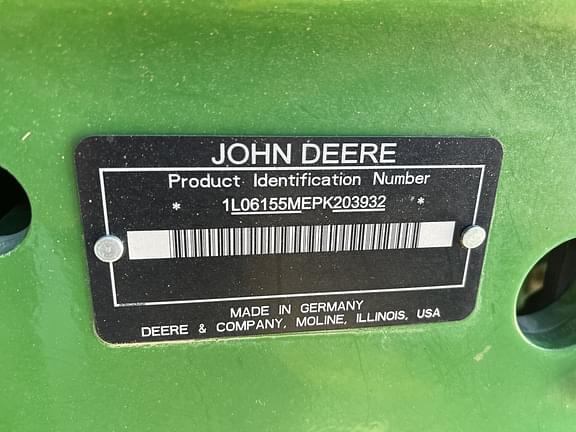 JOHN DEERE
Product Identification Number
* 1L06155MEPK203932 *
MADE IN GERMANY
DEERE & COMPANY, MOLINE, ILLINOIS, USA